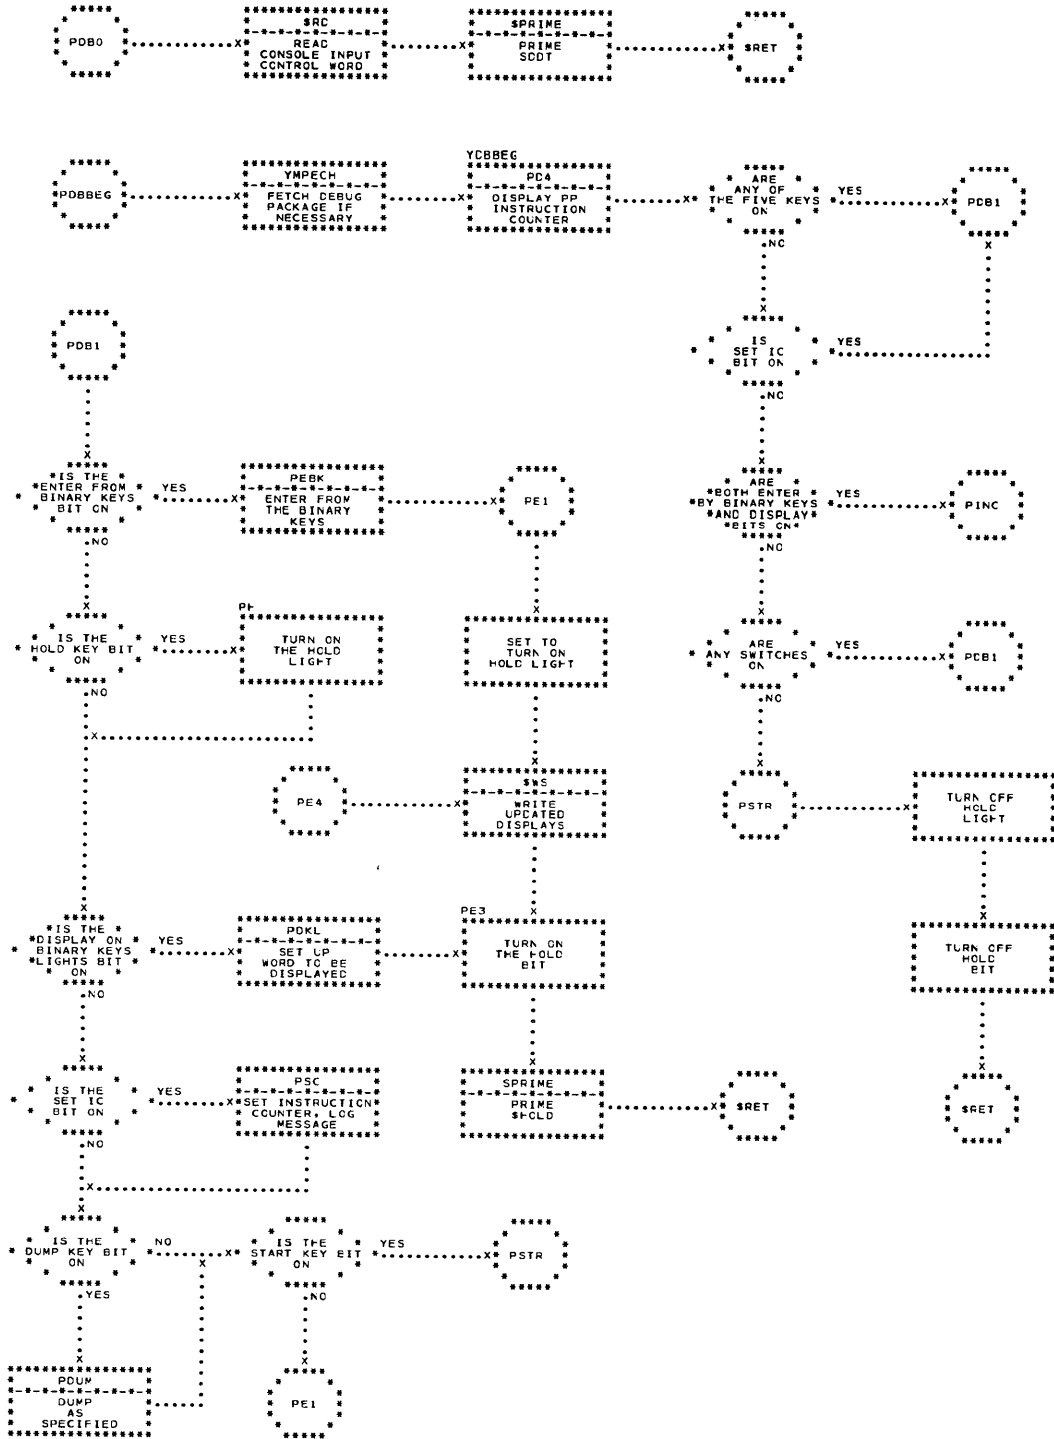 PDB0
$RC
READ
CONSOLE INPUT
CONTROL WORD
$PRIME
PRIME
SCDT
$RET
PDBBEG
YMPECH
FETCH DEBUG
PACKAGE IF
NECESSARY
YCBBEG
PC4
DISPLAY PP
INSTRUCTION
COUNTER
ARE
ANY OF
THE FIVE KEYS
ON
YES
PDB1
NO
IS
SET IC
BIT ON
YES
NO
PDB1
IS THE
ENTER FROM
BINARY KEYS
BIT ON
YES
PEBK
ENTER FROM
THE BINARY
KEYS
PE1
ARE
BOTH ENTER
BY BINARY KEYS
AND DISPLAY
BITS ON
YES
PINC
NO
NO
IS THE
HOLD KEY BIT
ON
YES
PH
TURN ON
THE HOLD
LIGHT
SET TO
TURN ON
HOLD LIGHT
ARE
ANY SWITCHES
ON
YES
PCB1
NO
NO
PE4
$WS
WRITE
UPDATED
DISPLAYS
PSTR
TURN OFF
HOLD
LIGHT
IS THE
DISPLAY ON
BINARY KEYS
LIGHTS BIT
ON
YES
PDKL
SET UP
WORD TO BE
DISPLAYED
PE3
TURN ON
THE HOLD
BIT
TURN OFF
HOLD
BIT
NO
IS THE
SET IC
BIT ON
YES
PSC
SET INSTRUCTION
COUNTER, LOG
MESSAGE
SPRIME
PRIME
$HOLD
$RET
$RET
NO
IS THE
DUMP KEY BIT
ON
NO
IS THE
START KEY BIT
ON
YES
PSTR
YES
NO
PDUM
DUMP
AS
SPECIFIED
PE1